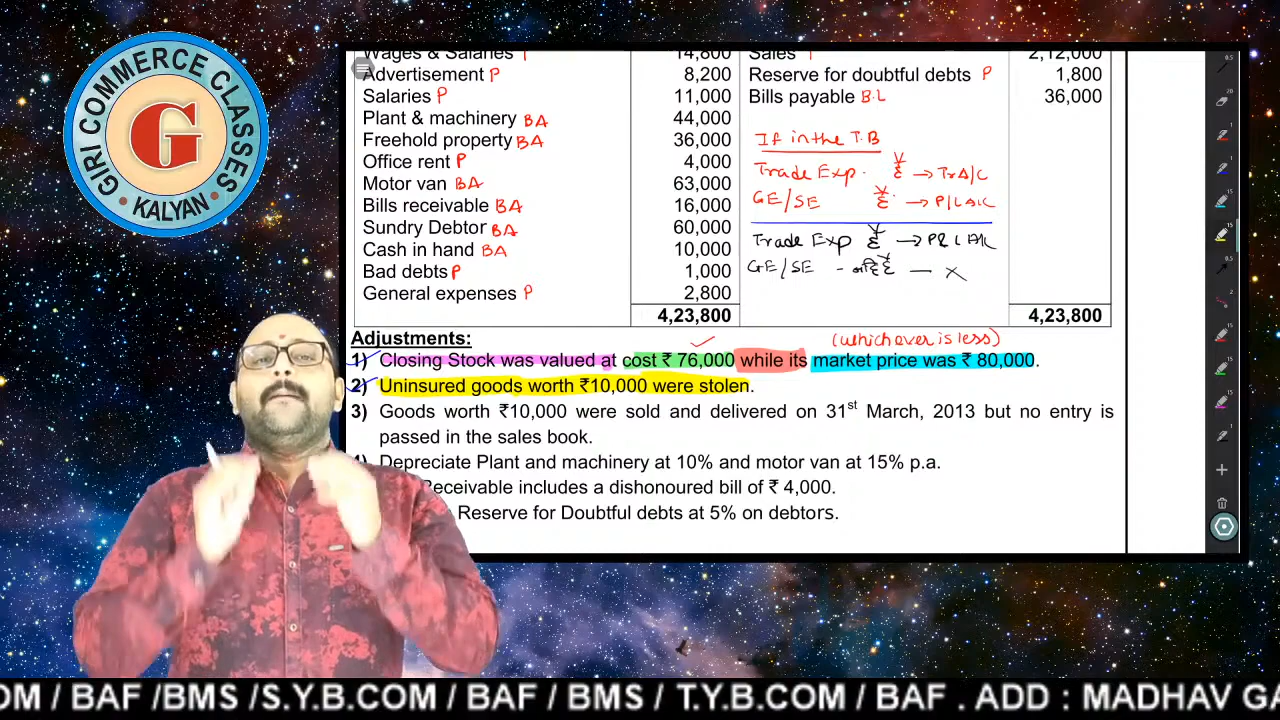 GIRI COMMERCE CLASSES
G
KALYAN
Wages & Salaries P 14,800 Sales 2,12,000
Advertisement P 8,200 Reserve for doubtful debts P 1,800
Salaries P 11,000 Bills payable B.L 36,000
Plant & machinery BA 44,000
Freehold property BA 36,000 If in the T.B
Office rent P 4,000 Trade Exp. → Tr A/C
Motor van BA 63,000 GE/SE → P/L A/C
Bills receivable BA 16,000
Sundry Debtor BA 60,000 Trade Exp → P&L A/C
Cash in hand BA 10,000 GE/SE - — X
Bad debts P 1,000
General expenses P 2,800
4,23,800 4,23,800
Adjustments: (whichever is less)
1) Closing Stock was valued at cost ₹ 76,000 while its market price was ₹ 80,000.
2) Uninsured goods worth ₹10,000 were stolen.
3) Goods worth ₹10,000 were sold and delivered on 31st March, 2013 but no entry is
passed in the sales book.
Depreciate Plant and machinery at 10% and motor van at 15% p.a.
Receivable includes a dishonoured bill of ₹ 4,000.
Reserve for Doubtful debts at 5% on debtors.
OM / BAF /BMS /S.Y.B.COM / BAF / BMS / T.Y.B.COM / BAF . ADD : MADHAV GA